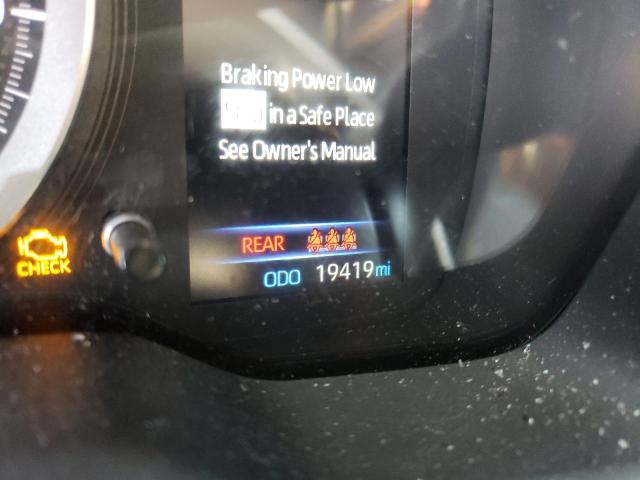 Braking Power Low
in a Safe Place
See Owner's Manual
REAR
CHECK
ODO 19419 mi